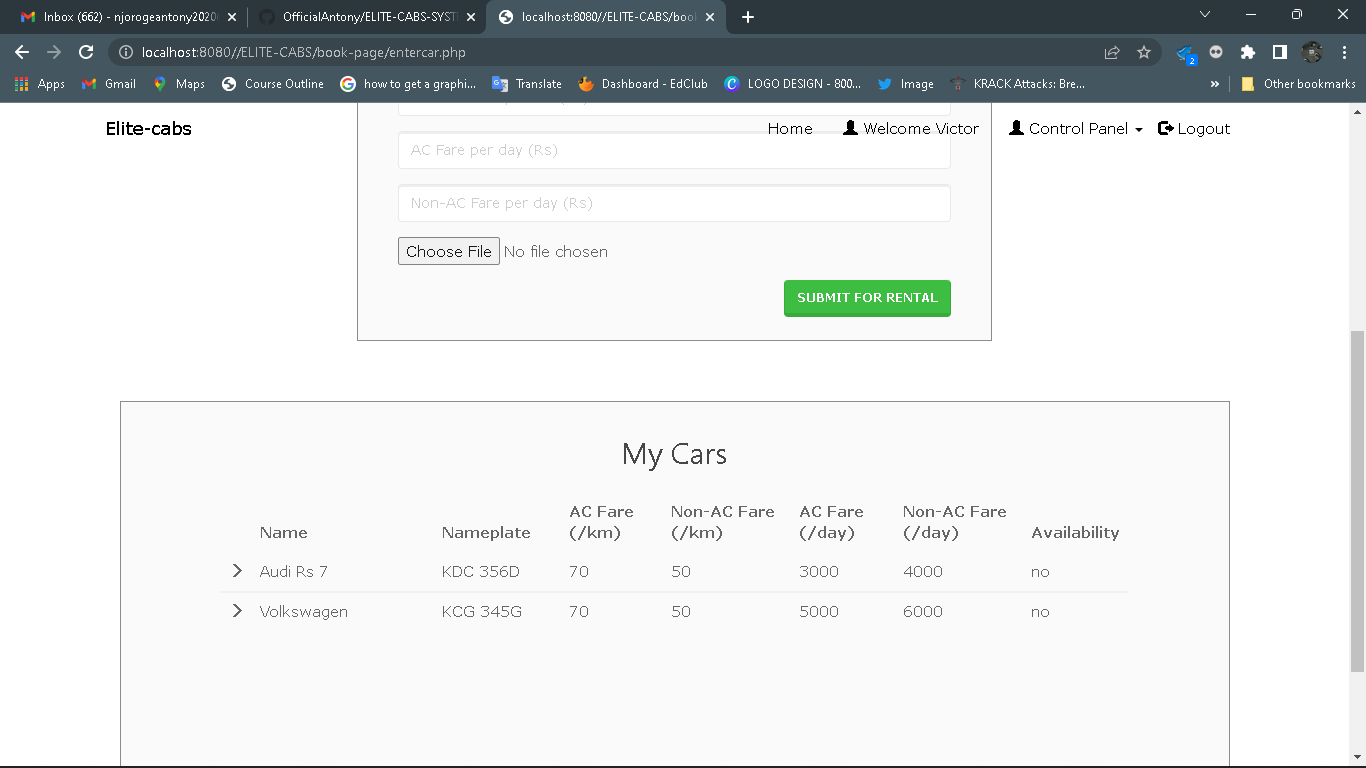 Inbox (662) - njorogeantony2020
OfficialAntony/ELITE-CABS-SYST
localhost:8080//ELITE-CABS/boo
localhost:8080//ELITE-CABS/book-page/entercar.php
2
Apps
Gmail
Maps
Course Outline
how to get a graphi...
Translate
Dashboard - EdClub
LOGO DESIGN - 800...
Image
KRACK Attacks: Bre...
»
Other bookmarks
Elite-cabs
Home
Welcome Victor
Control Panel
Logout
AC Fare per day (Rs)
Non-AC Fare per day (Rs)
Choose File No file chosen
SUBMIT FOR RENTAL
My Cars
Name Nameplate AC Fare (/km) Non-AC Fare (/km) AC Fare (/day) Non-AC Fare (/day) Availability
Audi Rs 7 KDC 356D 70 50 3000 4000 no
Volkswagen KCG 345G 70 50 5000 6000 no